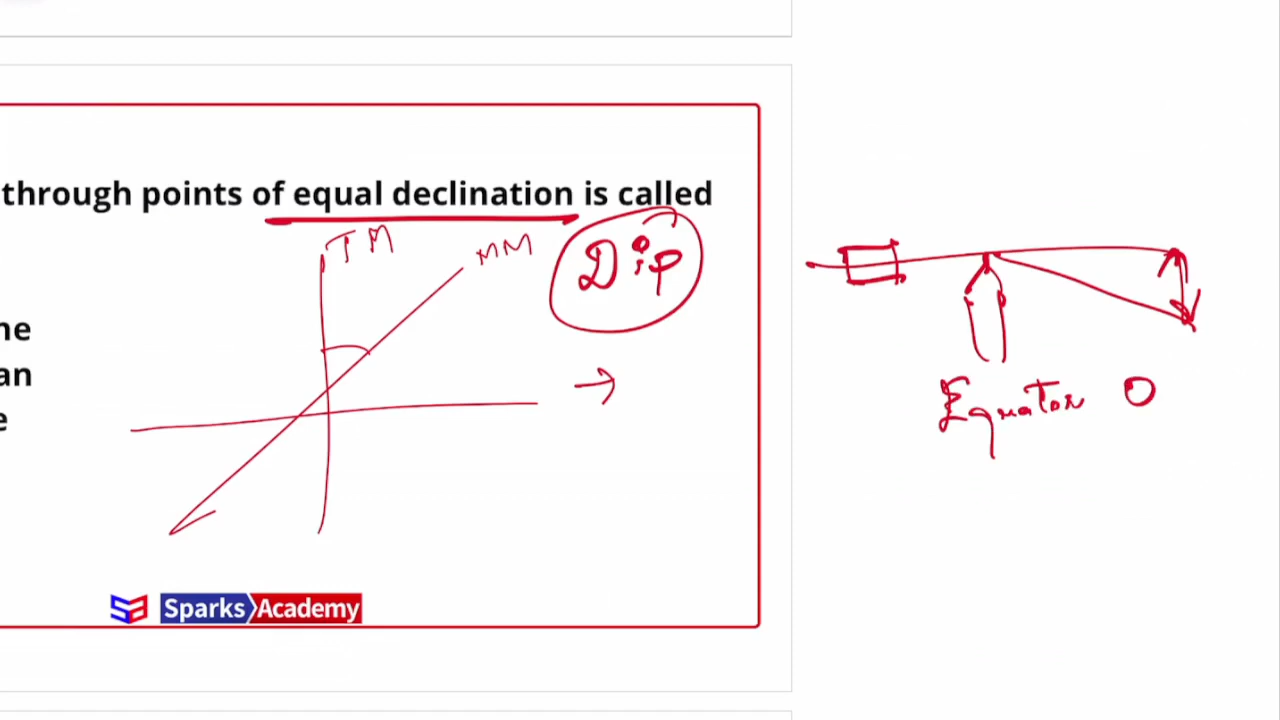 through points of equal declination is called
TM
MM
Dip
ne
an
e
Equator 0
Sparks Academy